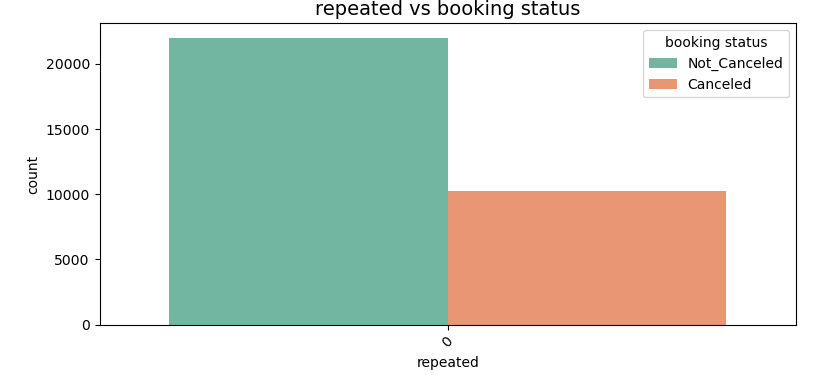 repeated vs booking status
booking status
Not_Canceled
Canceled
20000
15000
10000
5000
0
count
0
repeated